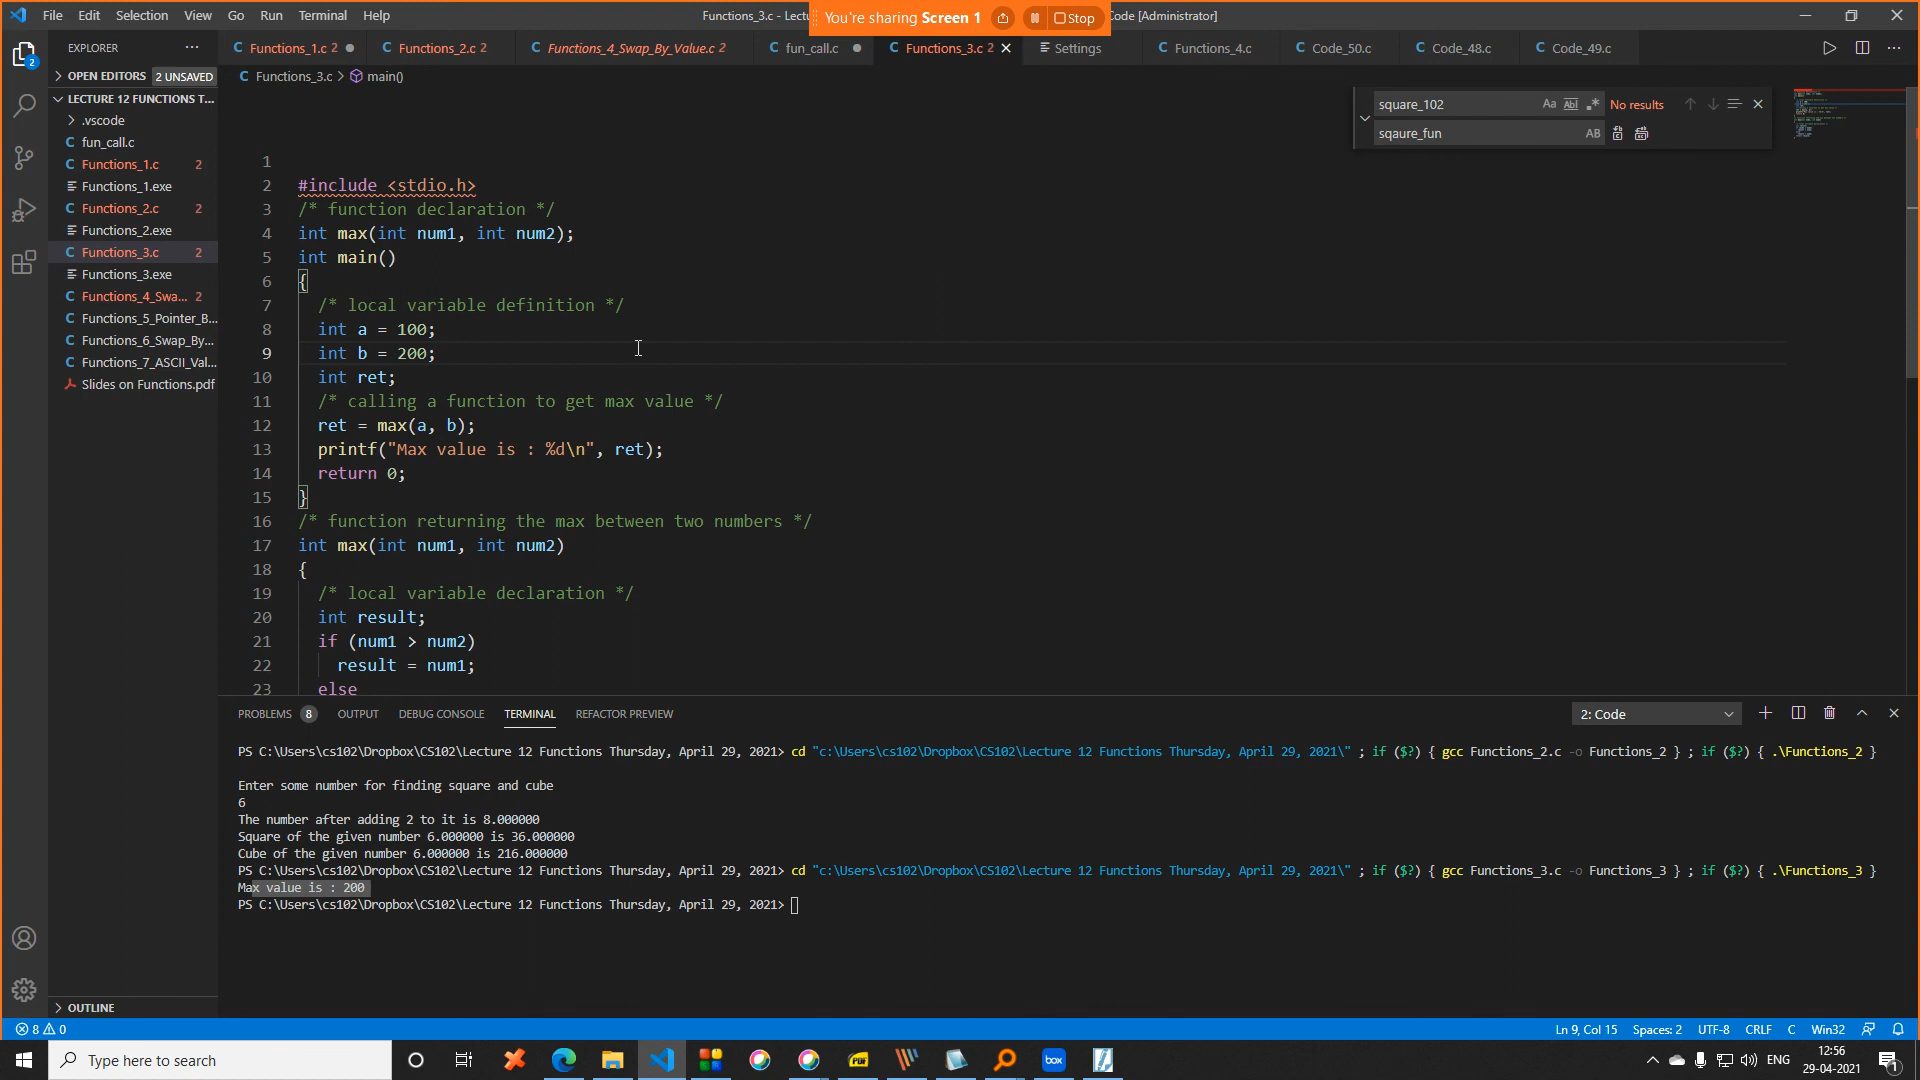 File Edit Selection View Go Run Terminal Help
Functions_3.c - Lectu
You're sharing Screen 1
Stop
Code [Administrator]
EXPLORER
Functions_1.c 2
Functions_2.c 2
Functions_4_Swap_By_Value.c 2
fun_call.c
Functions_3.c 2
Settings
Functions_4.c
Code_50.c
Code_48.c
Code_49.c
OPEN EDITORS 2 UNSAVED
Functions_3.c > main()
LECTURE 12 FUNCTIONS T...
.vscode
fun_call.c
Functions_1.c 2
Functions_1.exe
Functions_2.c 2
Functions_2.exe
Functions_3.c 2
Functions_3.exe
Functions_4_Swa... 2
Functions_5_Pointer_B...
Functions_6_Swap_By...
Functions_7_ASCII_Val...
Slides on Functions.pdf
OUTLINE
square_102 Aa Abl .* No results
sqaure_fun AB
1
2 #include <stdio.h>
3 /* function declaration */
4 int max(int num1, int num2);
5 int main()
6 {
7 /* local variable definition */
8 int a = 100;
9 int b = 200;
10 int ret;
11 /* calling a function to get max value */
12 ret = max(a, b);
13 printf("Max value is : %d\n", ret);
14 return 0;
15 }
16 /* function returning the max between two numbers */
17 int max(int num1, int num2)
18 {
19 /* local variable declaration */
20 int result;
21 if (num1 > num2)
22 result = num1;
23 else
PROBLEMS 8 OUTPUT DEBUG CONSOLE TERMINAL REFACTOR PREVIEW
2: Code
PS C:\Users\cs102\Dropbox\CS102\Lecture 12 Functions Thursday, April 29, 2021> cd "c:\Users\cs102\Dropbox\CS102\Lecture 12 Functions Thursday, April 29, 2021\" ; if ($?) { gcc Functions_2.c -o Functions_2 } ; if ($?) { .\Functions_2 }
Enter some number for finding square and cube
6
The number after adding 2 to it is 8.000000
Square of the given number 6.000000 is 36.000000
Cube of the given number 6.000000 is 216.000000
PS C:\Users\cs102\Dropbox\CS102\Lecture 12 Functions Thursday, April 29, 2021> cd "c:\Users\cs102\Dropbox\CS102\Lecture 12 Functions Thursday, April 29, 2021\" ; if ($?) { gcc Functions_3.c -o Functions_3 } ; if ($?) { .\Functions_3 }
Max value is : 200
PS C:\Users\cs102\Dropbox\CS102\Lecture 12 Functions Thursday, April 29, 2021>
2
8 0
Ln 9, Col 15 Spaces: 2 UTF-8 CRLF C Win32
Type here to search
PDF
box
ENG
12:56
29-04-2021
1